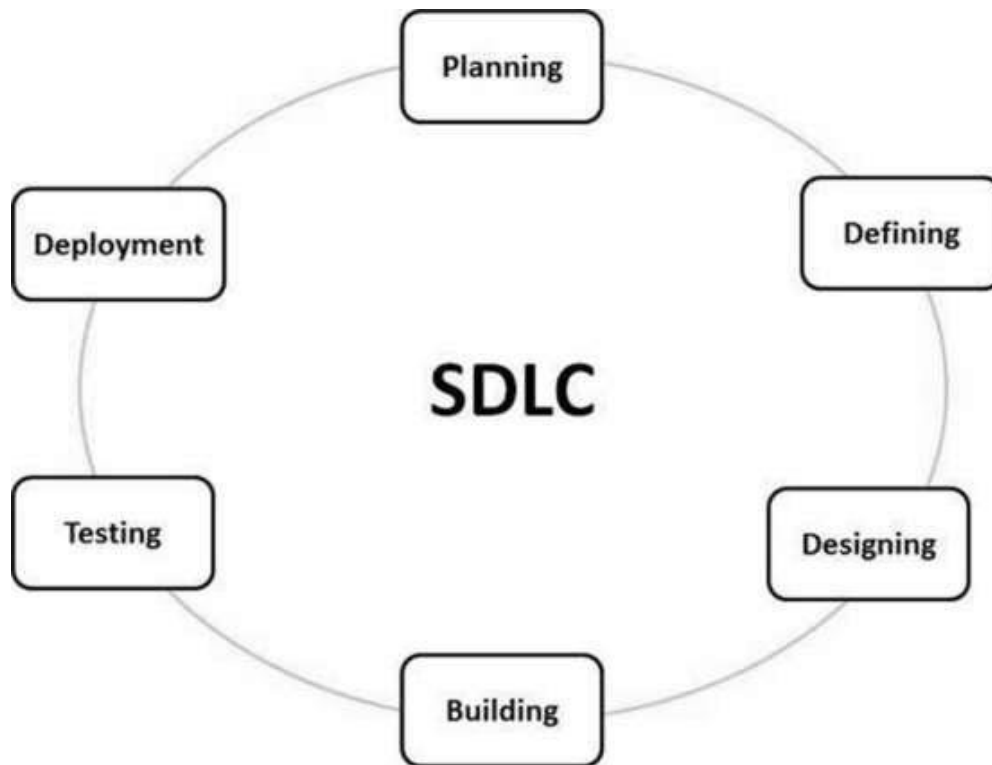 Planning
Defining
Designing
Building
Testing
Deployment
SDLC